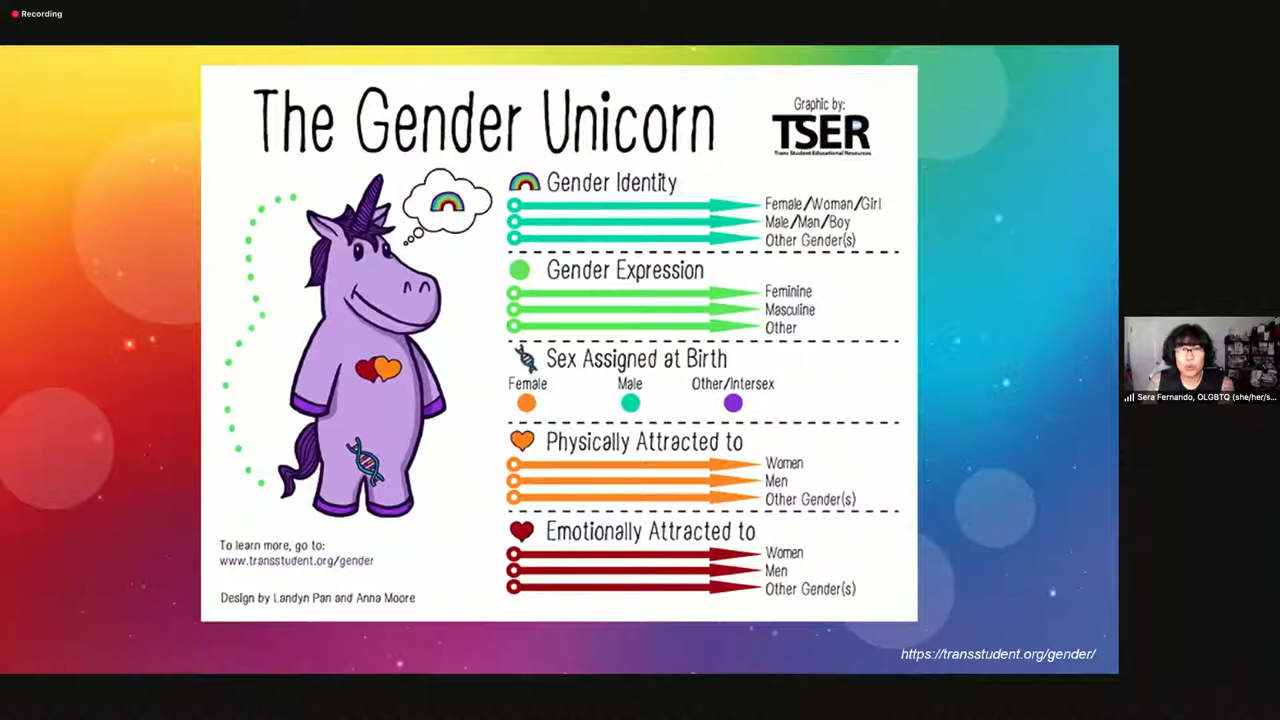 Recording
The Gender Unicorn
Graphic by:
TSER
Trans Student Educational Resources
Gender Identity
Female/Woman/Girl
Male/Man/Boy
Other Gender(s)
Gender Expression
Feminine
Masculine
Other
Sex Assigned at Birth
Female Male Other/Intersex
Physically Attracted to
Women
Men
Other Gender(s)
Emotionally Attracted to
Women
Men
Other Gender(s)
To learn more, go to:
www.transstudent.org/gender
Design by Landyn Pan and Anna Moore
https://transstudent.org/gender/
Sera Fernando, OLGBTQ (she/her/s...